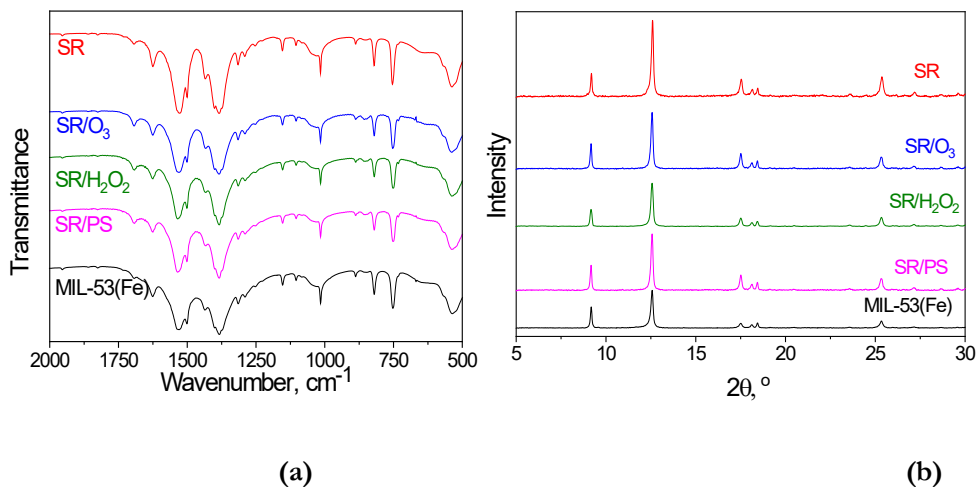 SR
SR/O₃
SR/H₂O₂
SR/PS
MIL-53(Fe)
Transmittance
2000 1750 1500 1250 1000 750 500
Wavenumber, cm⁻¹
(a)
SR
SR/O₃
SR/H₂O₂
SR/PS
MIL-53(Fe)
Intensity
5 10 15 20 25 30
2θ, °
(b)